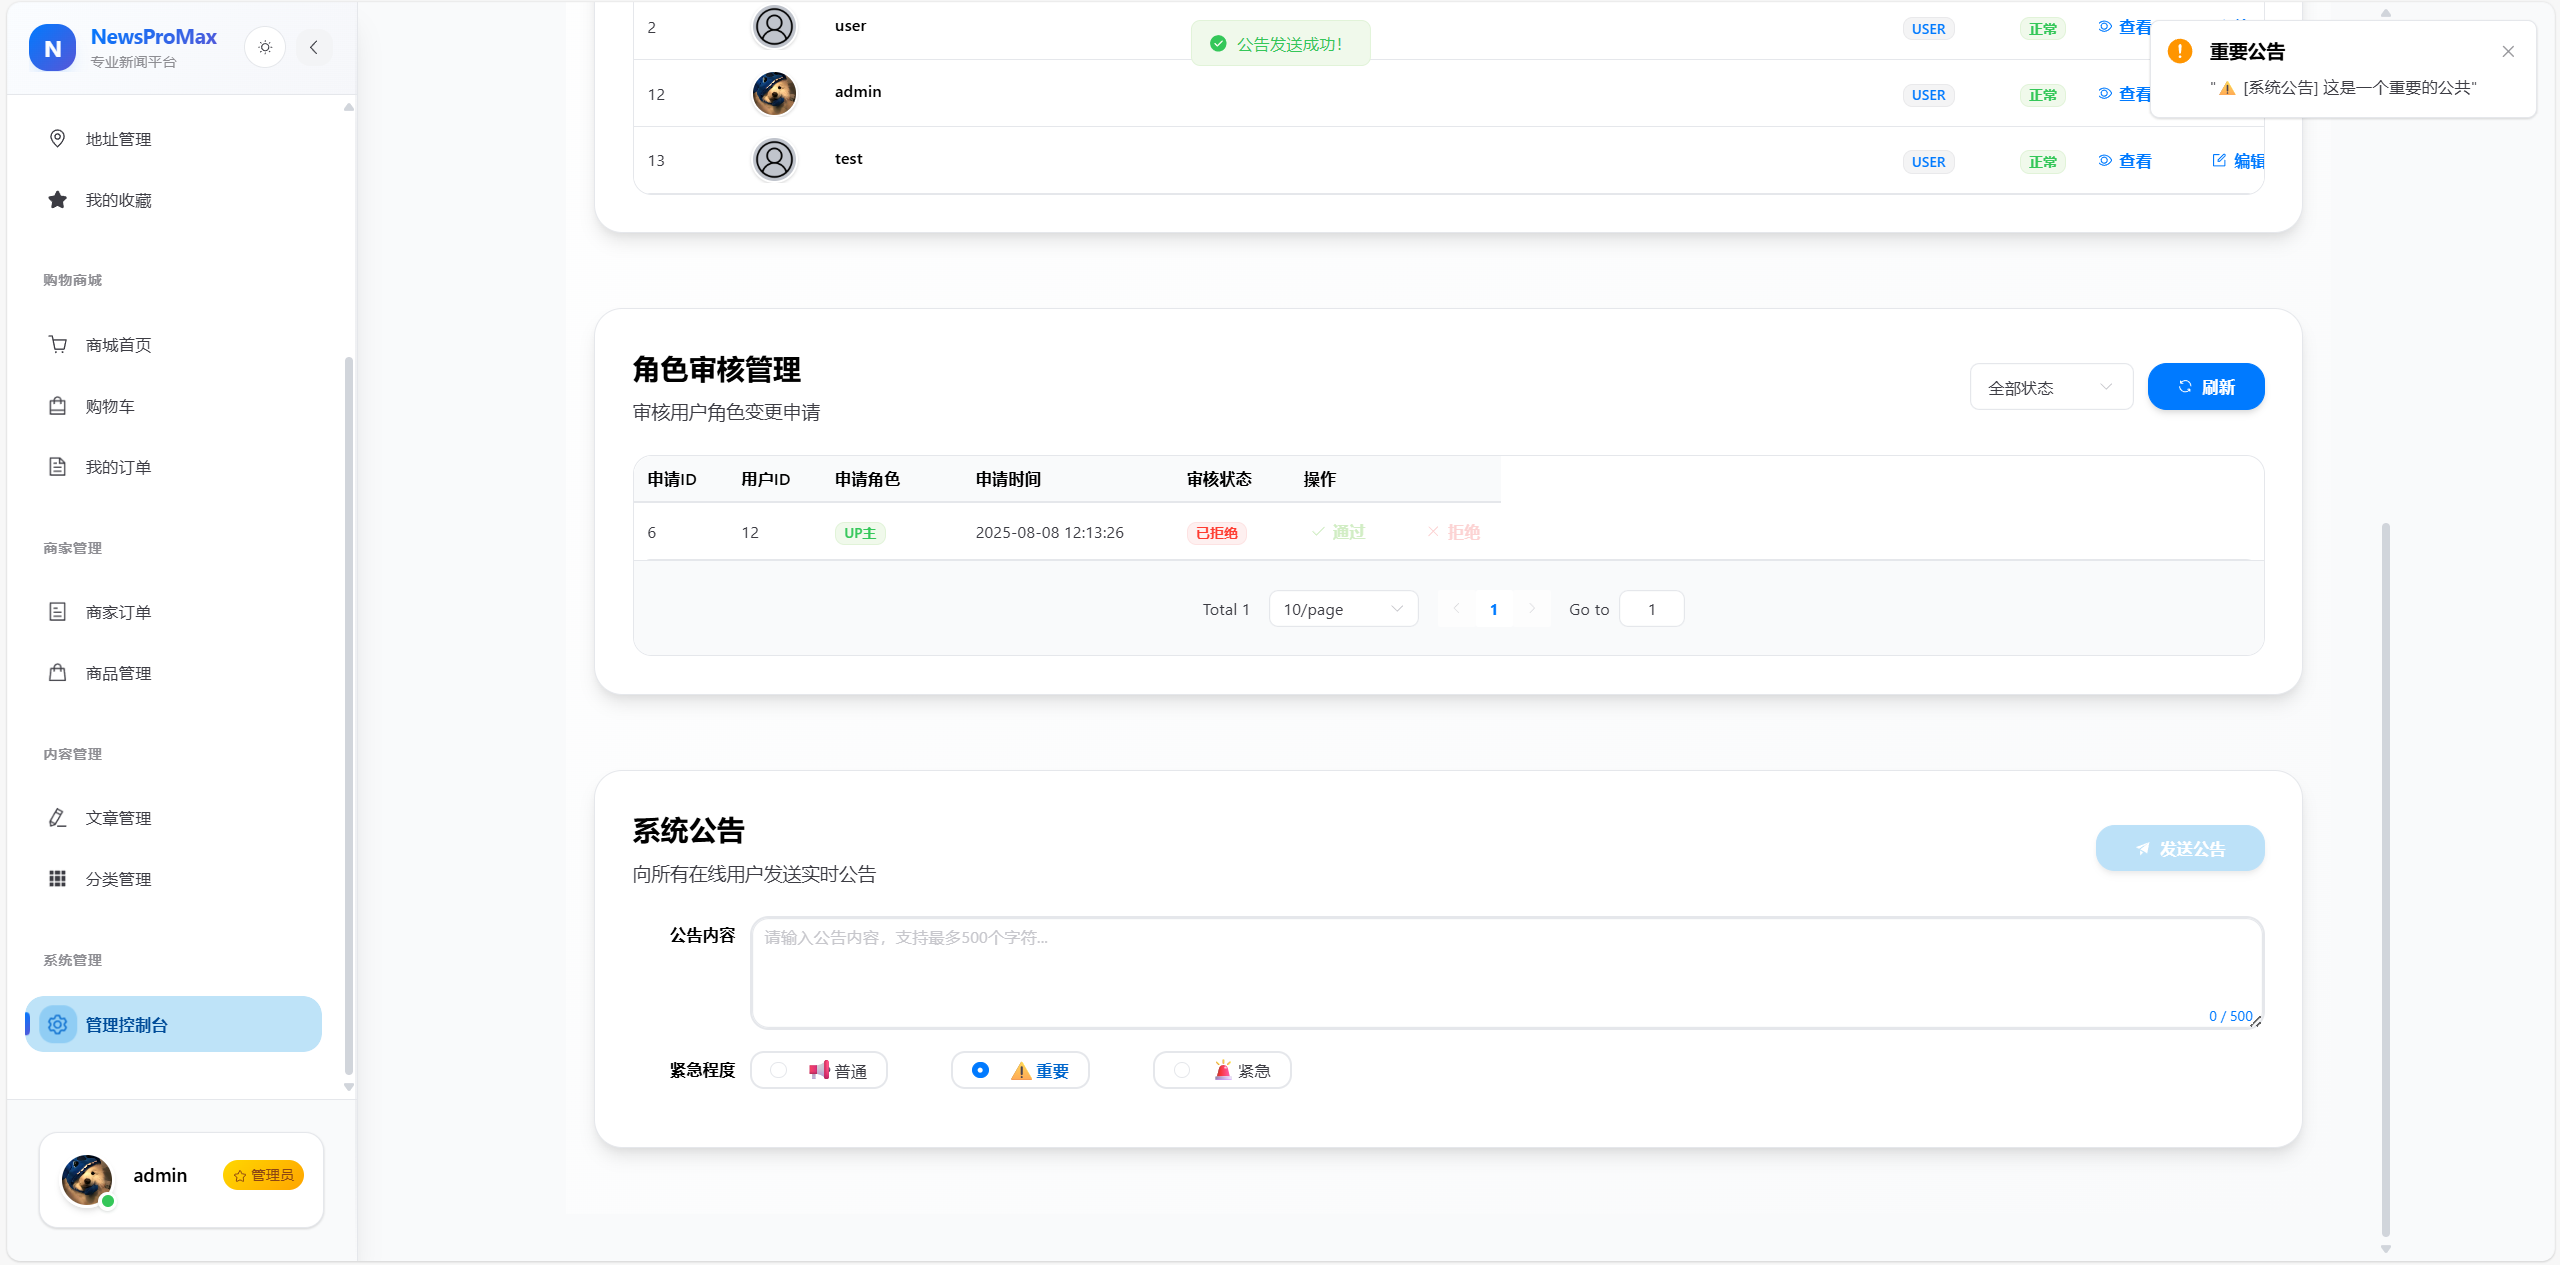 N
NewsProMax
专业新闻平台
地址管理
我的收藏
购物商城
商城首页
购物车
我的订单
商家管理
商家订单
商品管理
内容管理
文章管理
分类管理
系统管理
管理控制台
admin
管理员
公告发送成功！
重要公告
"⚠️ [系统公告] 这是一个重要的公共"
2 user USER 正常 查看
12 admin USER 正常 查看
13 test USER 正常 查看 编辑
角色审核管理
审核用户角色变更申请
全部状态
刷新
申请ID 用户ID 申请角色 申请时间 审核状态 操作
6 12 UP主 2025-08-08 12:13:26 已拒绝 通过 拒绝
Total 1 10/page 1 Go to 1
系统公告
向所有在线用户发送实时公告
发送公告
公告内容
请输入公告内容，支持最多500个字符...
0 / 500
紧急程度 📢普通 ⚠️重要 🚨紧急